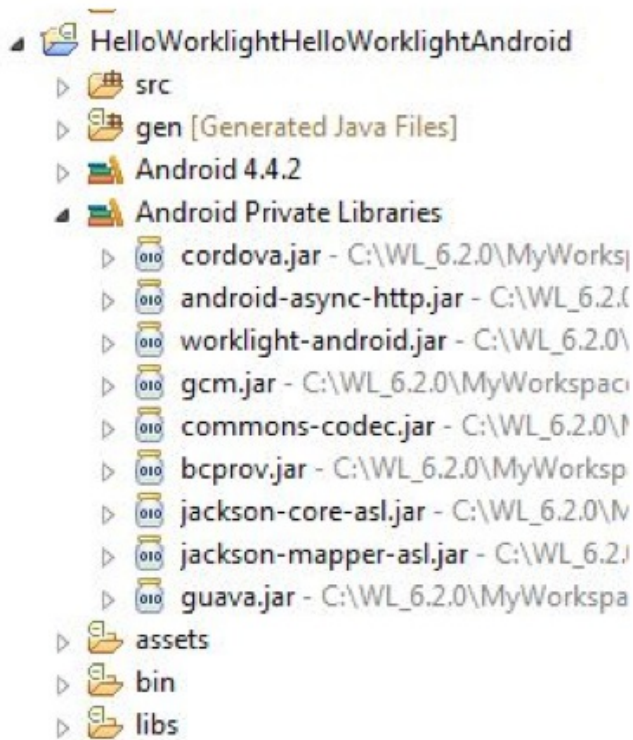 HelloWorklightHelloWorklightAndroid
src
gen [Generated Java Files]
Android 4.4.2
Android Private Libraries
cordova.jar - C:\WL_6.2.0\MyWorksp
android-async-http.jar - C:\WL_6.2.0
worklight-android.jar - C:\WL_6.2.0\
gcm.jar - C:\WL_6.2.0\MyWorkspac
commons-codec.jar - C:\WL_6.2.0\M
bcprov.jar - C:\WL_6.2.0\MyWorksp
jackson-core-asl.jar - C:\WL_6.2.0\M
jackson-mapper-asl.jar - C:\WL_6.2.
guava.jar - C:\WL_6.2.0\MyWorkspa
assets
bin
libs